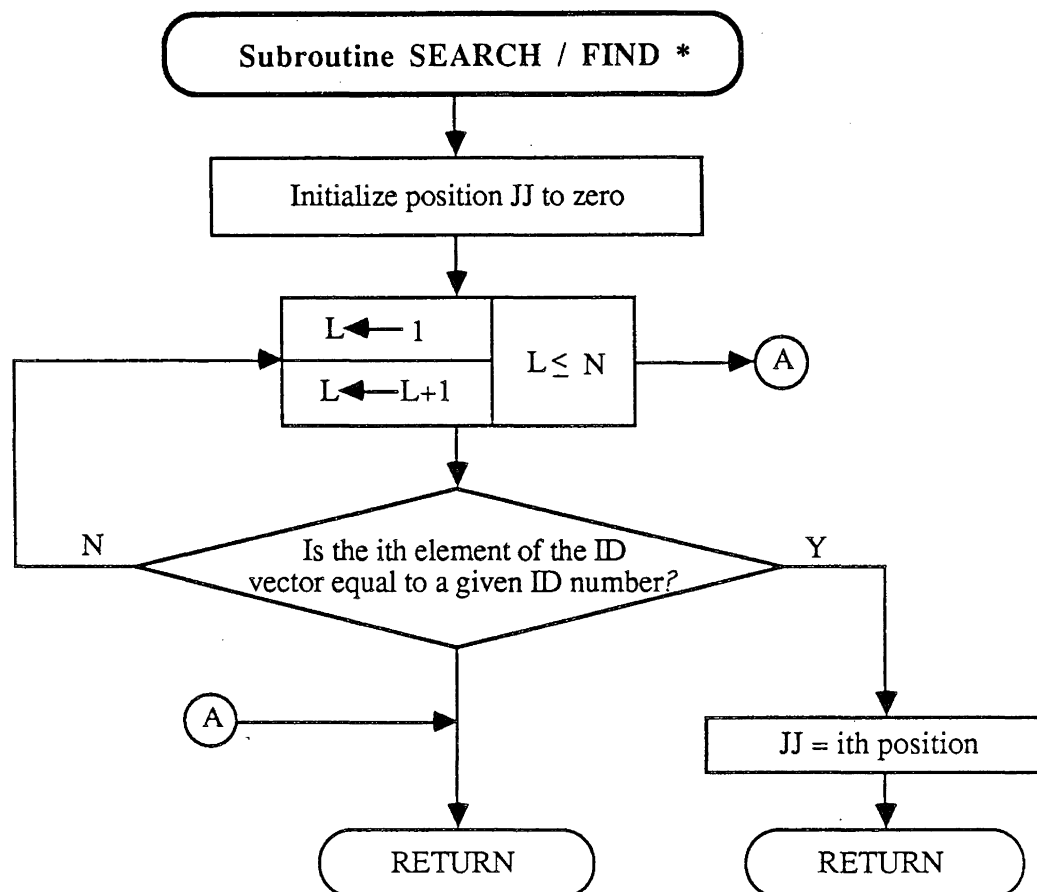 Subroutine SEARCH / FIND *
Initialize position JJ to zero
L ← 1
L ← L+1
L ≤ N
A
N
Is the ith element of the ID
vector equal to a given ID number?
Y
A
JJ = ith position
RETURN
RETURN